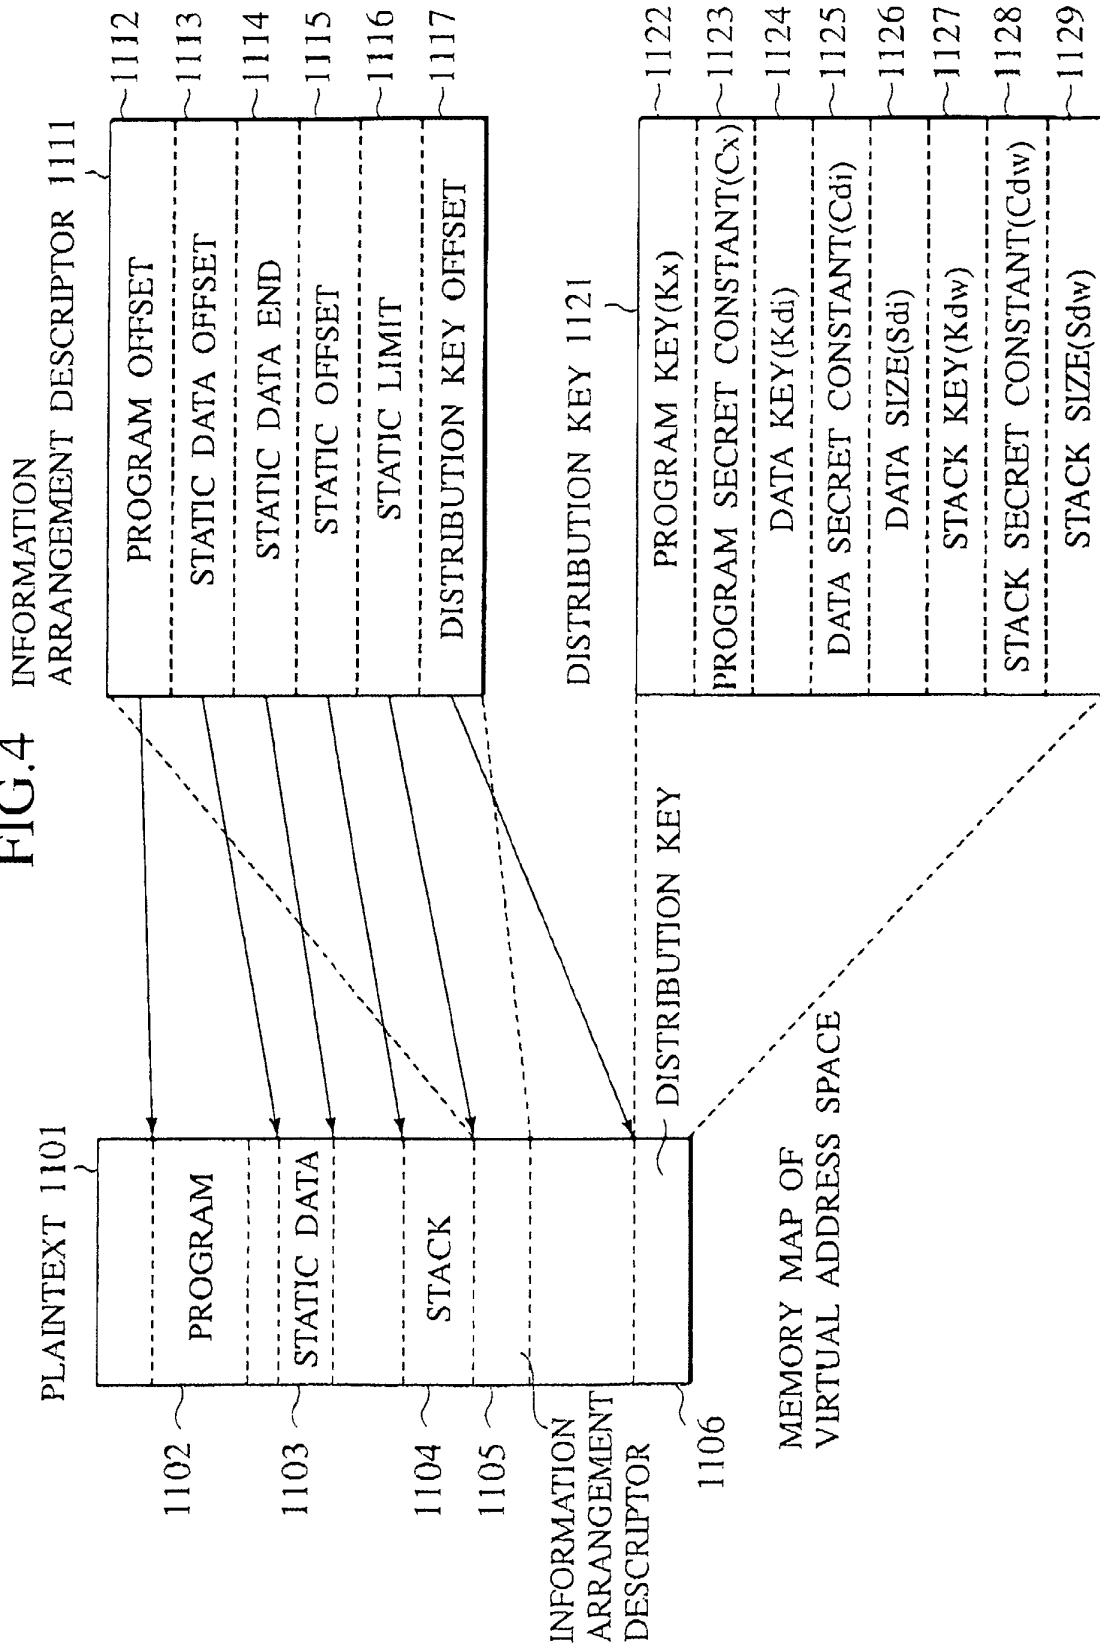 FIG.4
PLAINTEXT 1101
PROGRAM
STATIC DATA
STACK
1102
1103
1104
1105
INFORMATION
ARRANGEMENT
DESCRIPTOR
1106
DISTRIBUTION KEY
MEMORY MAP OF
VIRTUAL ADDRESS SPACE
INFORMATION
ARRANGEMENT DESCRIPTOR 1111
PROGRAM OFFSET
1112
STATIC DATA OFFSET
1113
STATIC DATA END
1114
STATIC OFFSET
1115
STATIC LIMIT
1116
DISTRIBUTION KEY OFFSET
1117
DISTRIBUTION KEY 1121
PROGRAM KEY(Kx)
1122
PROGRAM SECRET CONSTANT(Cx)
1123
DATA KEY(Kdi)
1124
DATA SECRET CONSTANT(Cdi)
1125
DATA SIZE(Sdi)
1126
STACK KEY(Kdw)
1127
STACK SECRET CONSTANT(Cdw)
1128
STACK SIZE(Sdw)
1129